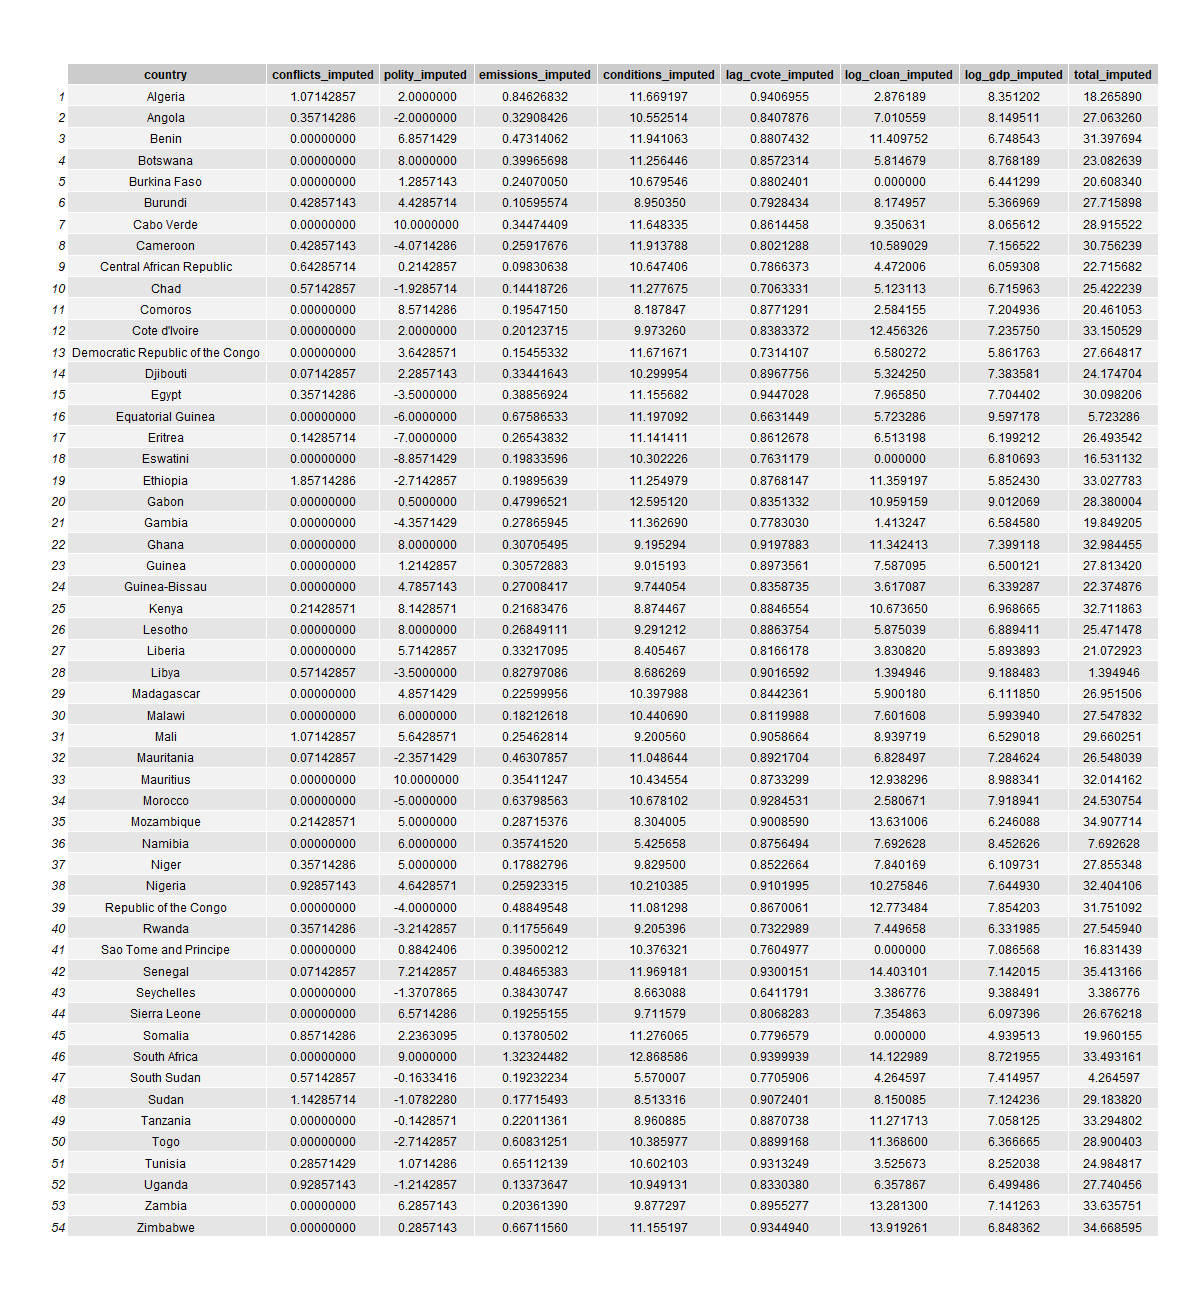 country conflicts_imputed polity_imputed emissions_imputed conditions_imputed lag_cvote_imputed log_cloan_imputed log_gdp_imputed total_imputed
1 Algeria 1.07142857 2.0000000 0.84626832 11.669197 0.9406955 2.876189 8.351202 18.265890
2 Angola 0.35714286 -2.0000000 0.32908426 10.552514 0.8407876 7.010559 8.149511 27.063260
3 Benin 0.00000000 6.8571429 0.47314062 11.941063 0.8807432 11.409752 6.748543 31.397694
4 Botswana 0.00000000 8.0000000 0.39965698 11.256446 0.8572314 5.814679 8.768189 23.082639
5 Burkina Faso 0.00000000 1.2857143 0.24070050 10.679546 0.8802401 0.000000 6.441299 20.608340
6 Burundi 0.42857143 4.4285714 0.10595574 8.950350 0.7928434 8.174957 5.366969 27.715898
7 Cabo Verde 0.00000000 10.0000000 0.34474409 11.648335 0.8614458 9.350631 8.065612 28.915522
8 Cameroon 0.42857143 -4.0714286 0.25917676 11.913788 0.8021288 10.589029 7.156522 30.756239
9 Central African Republic 0.64285714 0.2142857 0.09830638 10.647406 0.7866373 4.472006 6.059308 22.715682
10 Chad 0.57142857 -1.9285714 0.14418726 11.277675 0.7063331 5.123113 6.715963 25.422239
11 Comoros 0.00000000 8.5714286 0.19547150 8.187847 0.8771291 2.584155 7.204936 20.461053
12 Cote d'Ivoire 0.00000000 2.0000000 0.20123715 9.973260 0.8383372 12.456326 7.235750 33.150529
13 Democratic Republic of the Congo 0.00000000 3.6428571 0.15455332 11.671671 0.7314107 6.580272 5.861763 27.664817
14 Djibouti 0.07142857 2.2857143 0.33441643 10.299954 0.8967756 5.324250 7.383581 24.174704
15 Egypt 0.35714286 -3.5000000 0.38856924 11.155682 0.9447028 7.965850 7.704402 30.098206
16 Equatorial Guinea 0.00000000 -6.0000000 0.67586533 11.197092 0.6631449 5.723286 9.597178 5.723286
17 Eritrea 0.14285714 -7.0000000 0.26543832 11.141411 0.8612678 6.513198 6.199212 26.493542
18 Eswatini 0.00000000 -8.8571429 0.19833596 10.302226 0.7631179 0.000000 6.810693 16.531132
19 Ethiopia 1.85714286 -2.7142857 0.19895639 11.254979 0.8768147 11.359197 5.852430 33.027783
20 Gabon 0.00000000 0.5000000 0.47996521 12.595120 0.8351332 10.959159 9.012069 28.380004
21 Gambia 0.00000000 -4.3571429 0.27865945 11.362690 0.7783030 1.413247 6.584580 19.849205
22 Ghana 0.00000000 8.0000000 0.30705495 9.195294 0.9197883 11.342413 7.399118 32.984455
23 Guinea 0.00000000 1.2142857 0.30572883 9.015193 0.8973561 7.587095 6.500121 27.813420
24 Guinea-Bissau 0.00000000 4.7857143 0.27008417 9.744054 0.8358735 3.617087 6.339287 22.374876
25 Kenya 0.21428571 8.1428571 0.21683476 8.874467 0.8846554 10.673650 6.968665 32.711863
26 Lesotho 0.00000000 8.0000000 0.26849111 9.291212 0.8863754 5.875039 6.889411 25.471478
27 Liberia 0.00000000 5.7142857 0.33217095 8.405467 0.8166178 3.830820 5.893893 21.072923
28 Libya 0.57142857 -3.5000000 0.82797086 8.686269 0.9016592 1.394946 9.188483 1.394946
29 Madagascar 0.00000000 4.8571429 0.22599956 10.397988 0.8442361 5.900180 6.111850 26.951506
30 Malawi 0.00000000 6.0000000 0.18212618 10.440690 0.8119988 7.601608 5.993940 27.547832
31 Mali 1.07142857 5.6428571 0.25462814 9.200560 0.9058664 8.939719 6.529018 29.660251
32 Mauritania 0.07142857 -2.3571429 0.46307857 11.048644 0.8921704 6.828497 7.284624 26.548039
33 Mauritius 0.00000000 10.0000000 0.35411247 10.434554 0.8733299 12.938296 8.988341 32.014162
34 Morocco 0.00000000 -5.0000000 0.63798563 10.678102 0.9284531 2.580671 7.918941 24.530754
35 Mozambique 0.21428571 5.0000000 0.28715376 8.304005 0.9008590 13.631006 6.246088 34.907714
36 Namibia 0.00000000 6.0000000 0.35741520 5.425658 0.8756494 7.692628 8.452626 7.692628
37 Niger 0.35714286 5.0000000 0.17882796 9.829500 0.8522664 7.840169 6.109731 27.855348
38 Nigeria 0.92857143 4.6428571 0.25923315 10.210385 0.9101995 10.275846 7.644930 32.404106
39 Republic of the Congo 0.00000000 -4.0000000 0.48849548 11.081298 0.8670061 12.773484 7.854203 31.751092
40 Rwanda 0.35714286 -3.2142857 0.11755649 9.205396 0.7322989 7.449658 6.331985 27.545940
41 Sao Tome and Principe 0.00000000 0.8842406 0.39500212 10.376321 0.7604977 0.000000 7.086568 16.831439
42 Senegal 0.07142857 7.2142857 0.48465383 11.969181 0.9300151 14.403101 7.142015 35.413166
43 Seychelles 0.00000000 -1.3707865 0.38430747 8.663088 0.6411791 3.386776 9.388491 3.386776
44 Sierra Leone 0.00000000 6.5714286 0.19255155 9.711579 0.8068283 7.354863 6.097396 26.676218
45 Somalia 0.85714286 2.2363095 0.13780502 11.276065 0.7796579 0.000000 4.939513 19.960155
46 South Africa 0.00000000 9.0000000 1.32324482 12.868586 0.9399939 14.122989 8.721955 33.493161
47 South Sudan 0.57142857 -0.1633416 0.19232234 5.570007 0.7705906 4.264597 7.414957 4.264597
48 Sudan 1.14285714 -1.0782280 0.17715493 8.513316 0.9072401 8.150085 7.124236 29.183820
49 Tanzania 0.00000000 -0.1428571 0.22011361 8.960885 0.8870738 11.271713 7.058125 33.294802
50 Togo 0.00000000 -2.7142857 0.60831251 10.385977 0.8899168 11.368600 6.366665 28.900403
51 Tunisia 0.28571429 1.0714286 0.65112139 10.602103 0.9313249 3.525673 8.252038 24.984817
52 Uganda 0.92857143 -1.2142857 0.13373647 10.949131 0.8330380 6.357867 6.499486 27.740456
53 Zambia 0.00000000 6.2857143 0.20361390 9.877297 0.8955277 13.281300 7.141263 33.635751
54 Zimbabwe 0.00000000 0.2857143 0.66711560 11.155197 0.9344940 13.919261 6.848362 34.668595